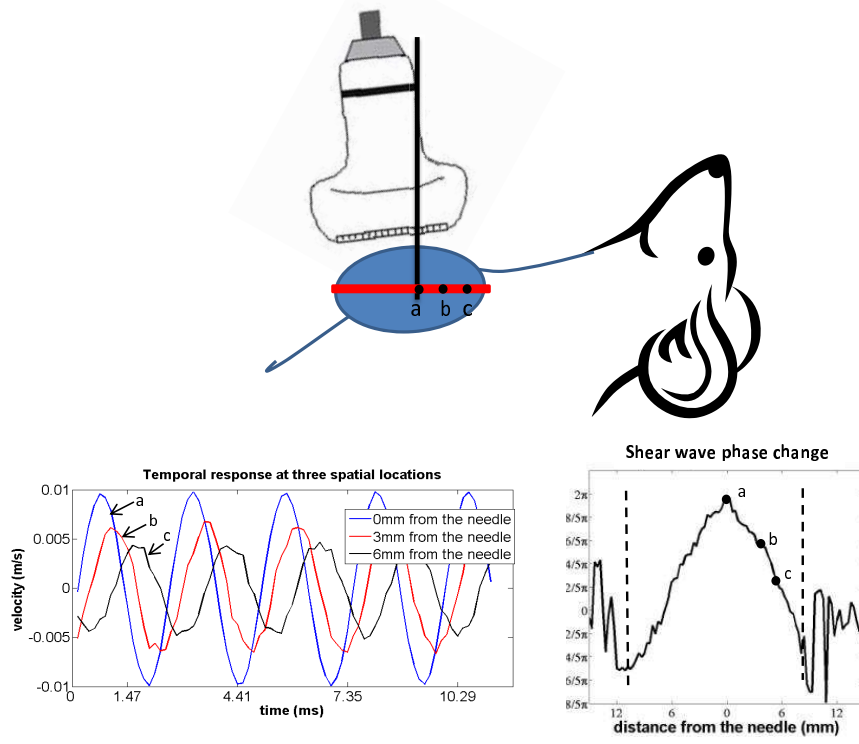 a b c
Temporal response at three spatial locations
0.01
0.005
0
-0.005
-0.01
velocity (m/s)
a
b
c
0mm from the needle
3mm from the needle
6mm from the needle
1.47 4.41 7.35 10.29
time (ms)
Shear wave phase change
2π
8/5π
6/5π
4/5π
2/5π
0
2/5π
4/5π
6/5π
8/5π
a
b
c
12 6 0 6 12
distance from the needle (mm)